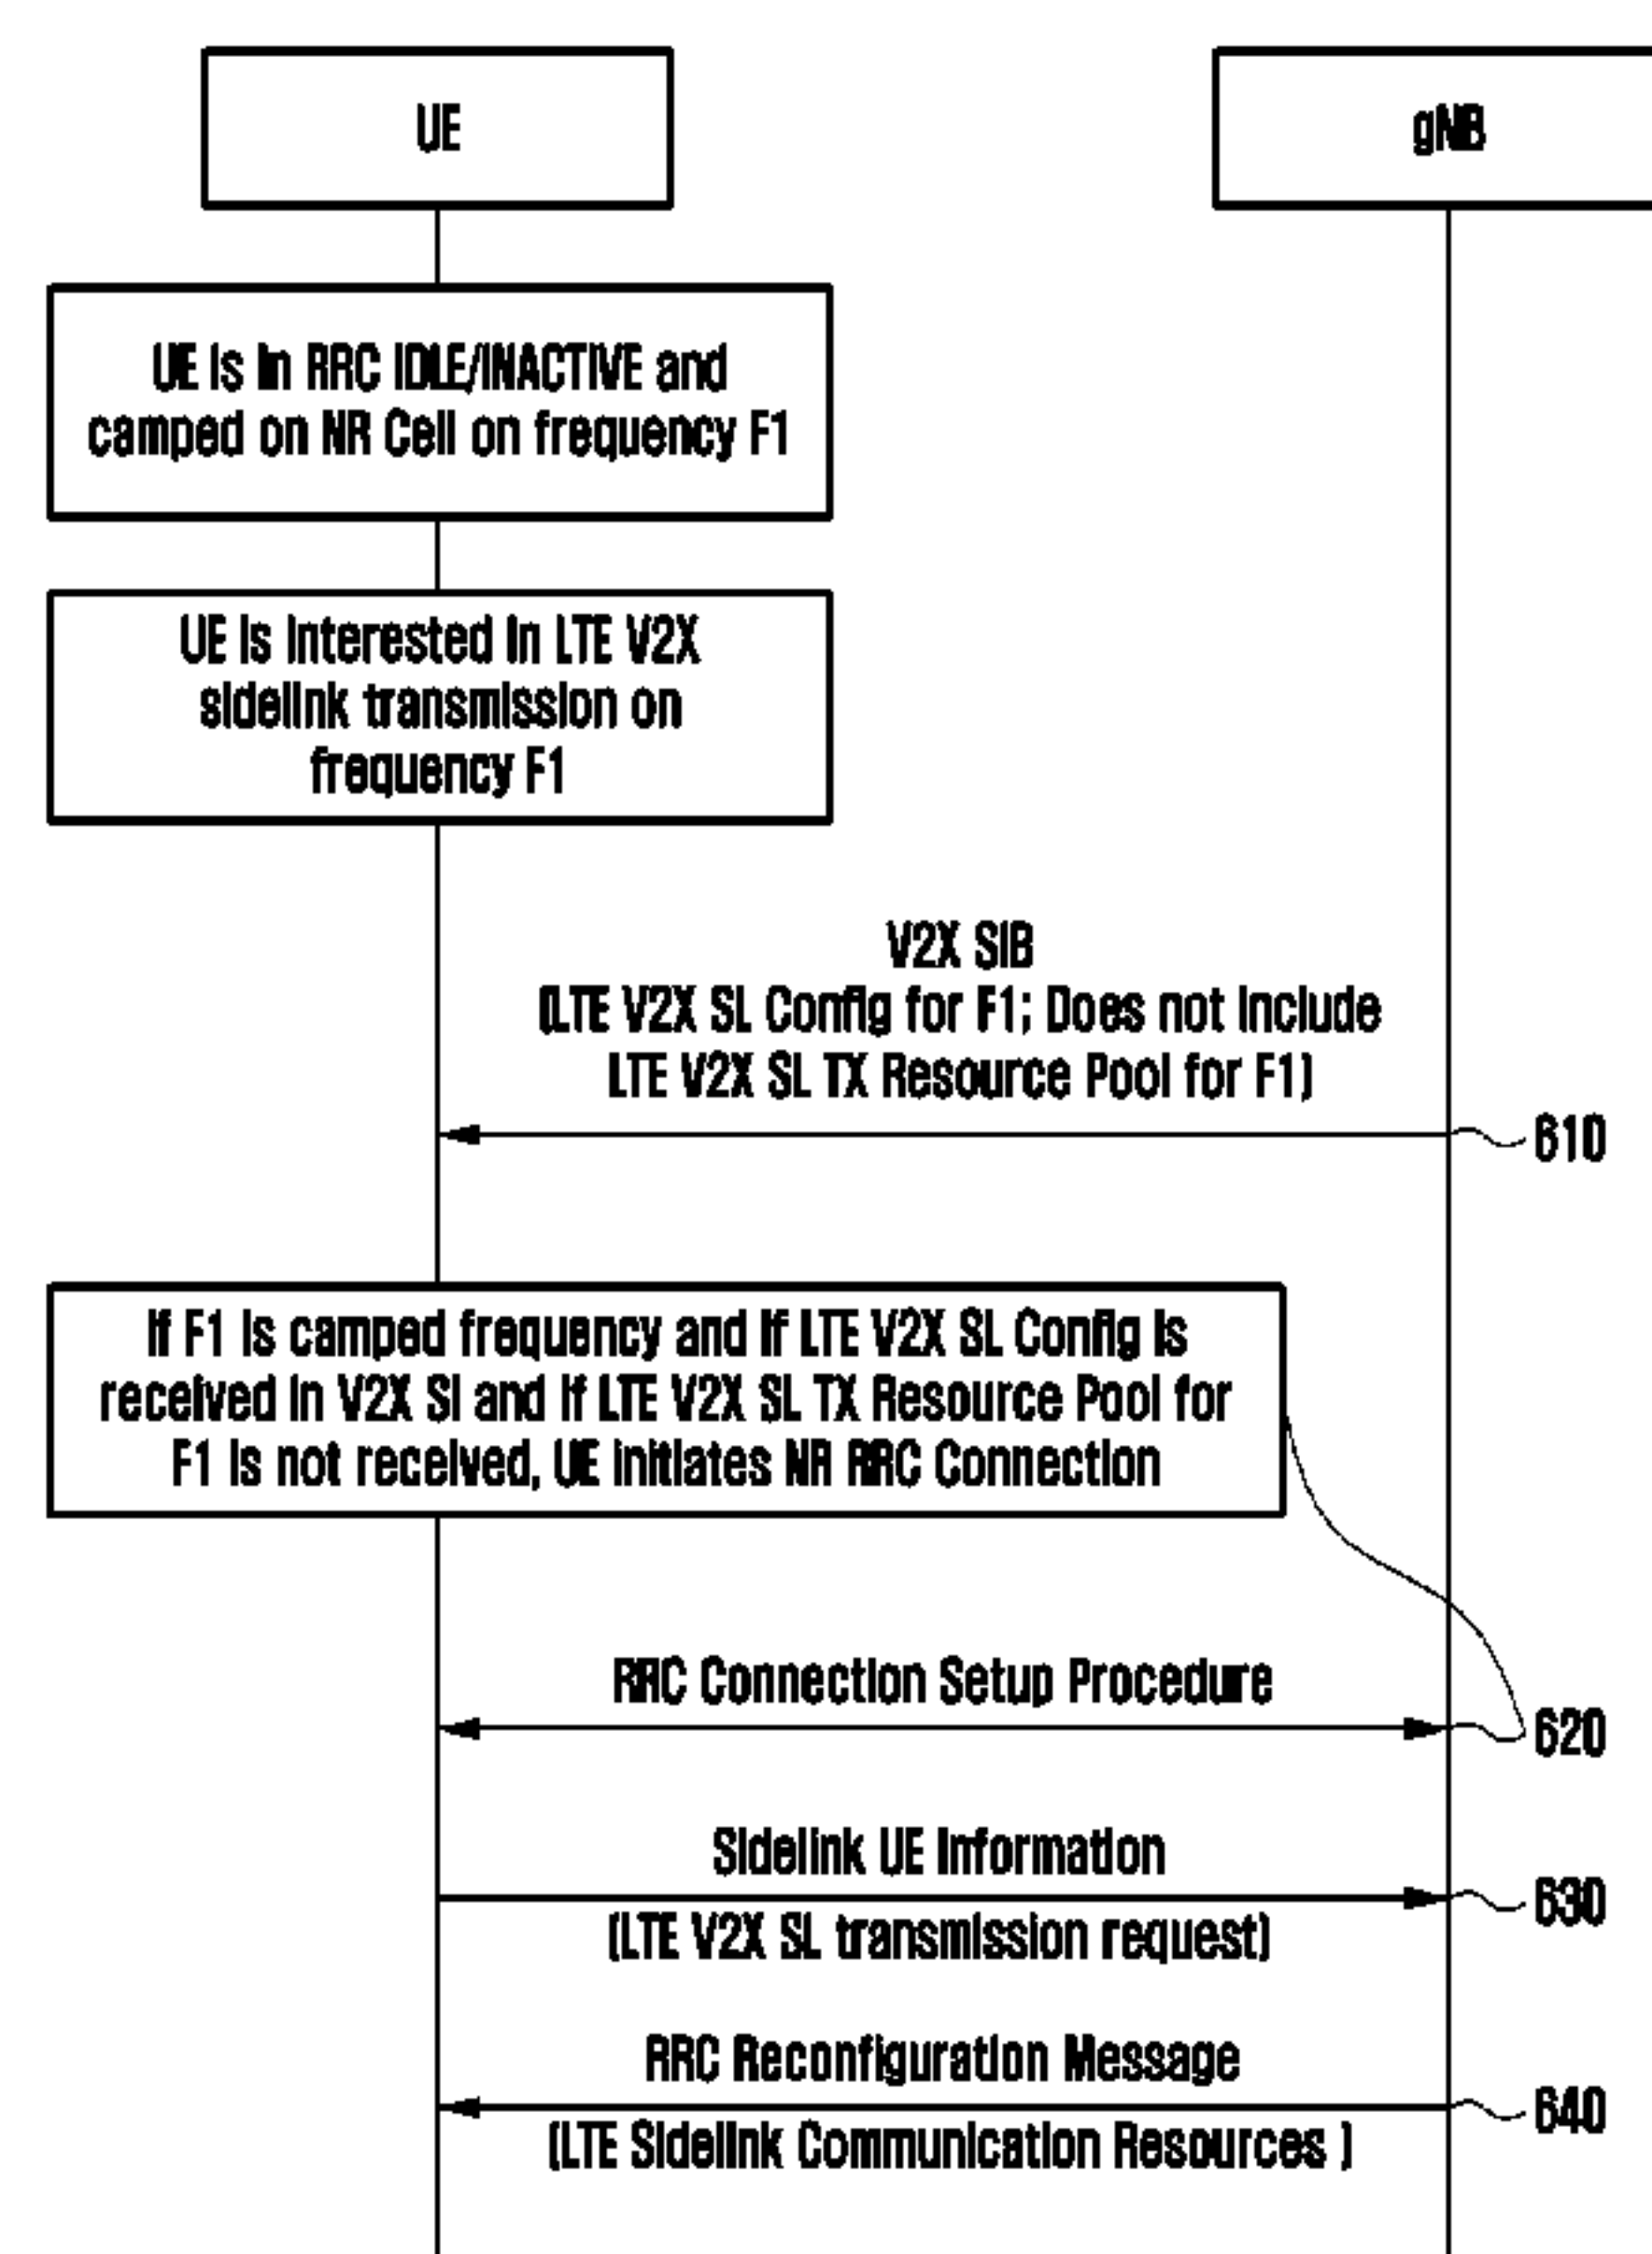 UE
gNB
UE is in RRC IDLE/INACTIVE and
camped on NR Cell on frequency F1
UE is interested in LTE V2X
sidelink transmission on
frequency F1
V2X SIB
(LTE V2X SL Config for F1; Does not include
LTE V2X SL TX Resource Pool for F1)
610
If F1 is camped frequency and if LTE V2X SL Config is
received in V2X SI and if LTE V2X SL TX Resource Pool for
F1 is not received, UE initiates NR RRC Connection
RRC Connection Setup Procedure
620
Sidelink UE Information
630
(LTE V2X SL transmission request)
RRC Reconfiguration Message
640
(LTE Sidelink Communication Resources )